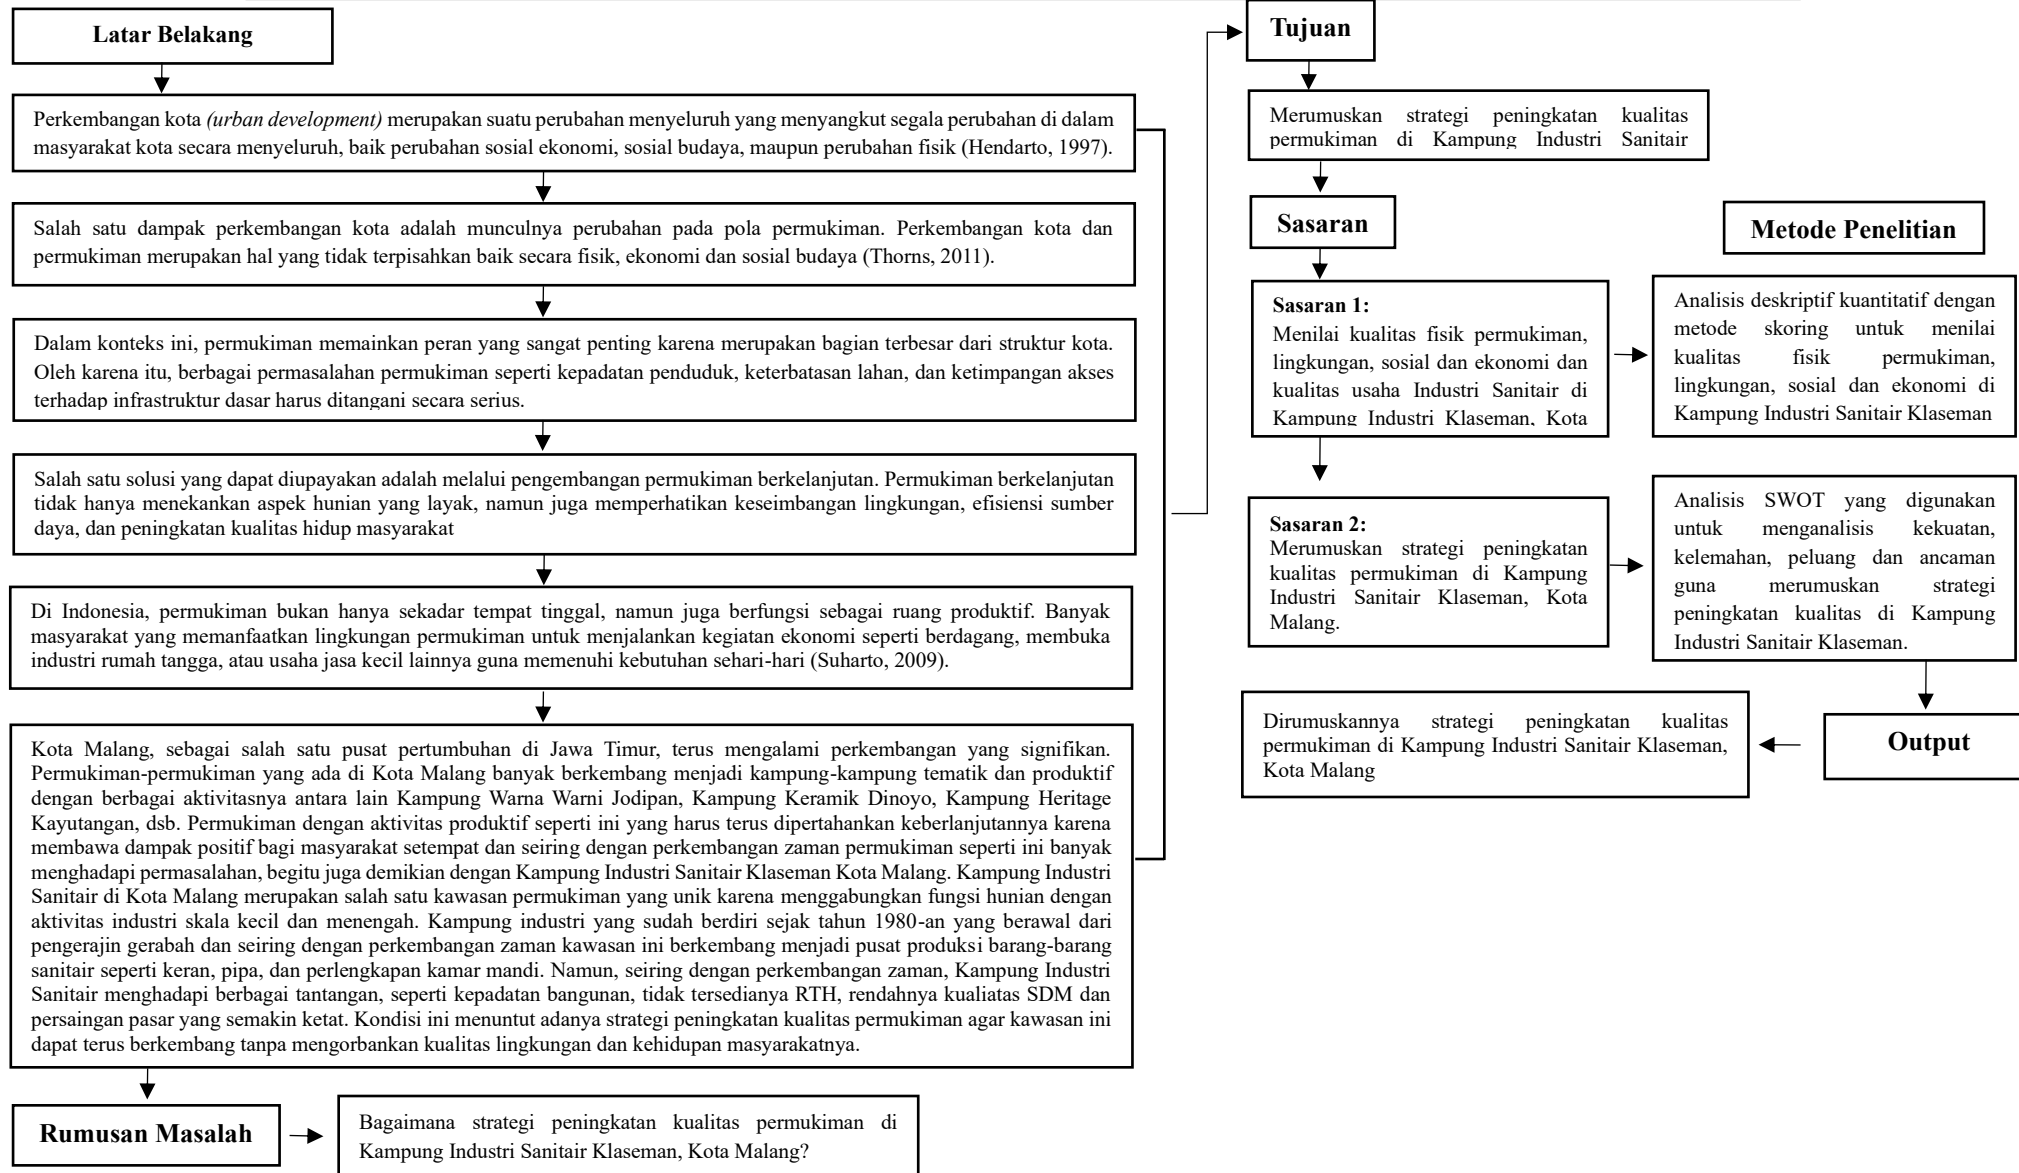 Latar Belakang
Perkembangan kota (urban development) merupakan suatu perubahan menyeluruh yang menyangkut segala perubahan di dalam
masyarakat kota secara menyeluruh, baik perubahan sosial ekonomi, sosial budaya, maupun perubahan fisik (Hendarto, 1997).
Salah satu dampak perkembangan kota adalah munculnya perubahan pada pola permukiman. Perkembangan kota dan
permukiman merupakan hal yang tidak terpisahkan baik secara fisik, ekonomi dan sosial budaya (Thorns, 2011).
Dalam konteks ini, permukiman memainkan peran yang sangat penting karena merupakan bagian terbesar dari struktur kota.
Oleh karena itu, berbagai permasalahan permukiman seperti kepadatan penduduk, keterbatasan lahan, dan ketimpangan akses
terhadap infrastruktur dasar harus ditangani secara serius.
Salah satu solusi yang dapat diupayakan adalah melalui pengembangan permukiman berkelanjutan. Permukiman berkelanjutan
tidak hanya menekankan aspek hunian yang layak, namun juga memperhatikan keseimbangan lingkungan, efisiensi sumber
daya, dan peningkatan kualitas hidup masyarakat
Di Indonesia, permukiman bukan hanya sekadar tempat tinggal, namun juga berfungsi sebagai ruang produktif. Banyak
masyarakat yang memanfaatkan lingkungan permukiman untuk menjalankan kegiatan ekonomi seperti berdagang, membuka
industri rumah tangga, atau usaha jasa kecil lainnya guna memenuhi kebutuhan sehari-hari (Suharto, 2009).
Kota Malang, sebagai salah satu pusat pertumbuhan di Jawa Timur, terus mengalami perkembangan yang signifikan.
Permukiman-permukiman yang ada di Kota Malang banyak berkembang menjadi kampung-kampung tematik dan produktif
dengan berbagai aktivitasnya antara lain Kampung Warna Warni Jodipan, Kampung Keramik Dinoyo, Kampung Heritage
Kayutangan, dsb. Permukiman dengan aktivitas produktif seperti ini yang harus terus dipertahankan keberlanjutannya karena
membawa dampak positif bagi masyarakat setempat dan seiring dengan perkembangan zaman permukiman seperti ini banyak
menghadapi permasalahan, begitu juga demikian dengan Kampung Industri Sanitair Klaseman Kota Malang. Kampung Industri
Sanitair di Kota Malang merupakan salah satu kawasan permukiman yang unik karena menggabungkan fungsi hunian dengan
aktivitas industri skala kecil dan menengah. Kampung industri yang sudah berdiri sejak tahun 1980-an yang berawal dari
pengerajin gerabah dan seiring dengan perkembangan zaman kawasan ini berkembang menjadi pusat produksi barang-barang
sanitair seperti keran, pipa, dan perlengkapan kamar mandi. Namun, seiring dengan perkembangan zaman, Kampung Industri
Sanitair menghadapi berbagai tantangan, seperti kepadatan bangunan, tidak tersedianya RTH, rendahnya kualiatas SDM dan
persaingan pasar yang semakin ketat. Kondisi ini menuntut adanya strategi peningkatan kualitas permukiman agar kawasan ini
dapat terus berkembang tanpa mengorbankan kualitas lingkungan dan kehidupan masyarakatnya.
Rumusan Masalah
Bagaimana strategi peningkatan kualitas permukiman di
Kampung Industri Sanitair Klaseman, Kota Malang?
Tujuan
Merumuskan strategi peningkatan kualitas
permukiman di Kampung Industri Sanitair
Sasaran
Sasaran 1:
Menilai kualitas fisik permukiman,
lingkungan, sosial dan ekonomi dan
kualitas usaha Industri Sanitair di
Kampung Industri Klaseman, Kota
Metode Penelitian
Analisis deskriptif kuantitatif dengan
metode skoring untuk menilai
kualitas fisik permukiman,
lingkungan, sosial dan ekonomi di
Kampung Industri Sanitair Klaseman
Sasaran 2:
Merumuskan strategi peningkatan
kualitas permukiman di Kampung
Industri Sanitair Klaseman, Kota
Malang.
Analisis SWOT yang digunakan
untuk menganalisis kekuatan,
kelemahan, peluang dan ancaman
guna merumuskan strategi
peningkatan kualitas di Kampung
Industri Sanitair Klaseman.
Output
Dirumuskannya strategi peningkatan kualitas
permukiman di Kampung Industri Sanitair Klaseman,
Kota Malang